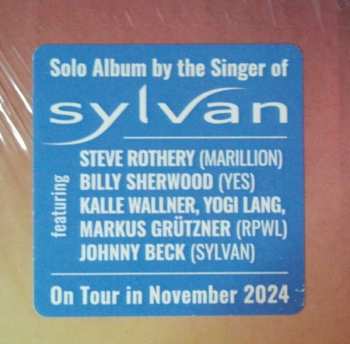 Solo Album by the Singer of
sylvan
featuring
STEVE ROTHERY (MARILLION)
BILLY SHERWOOD (YES)
KALLE WALLNER, YOGI LANG,
MARKUS GRÜTZNER (RPWL)
JOHNNY BECK (SYLVAN)
On Tour in November 2024